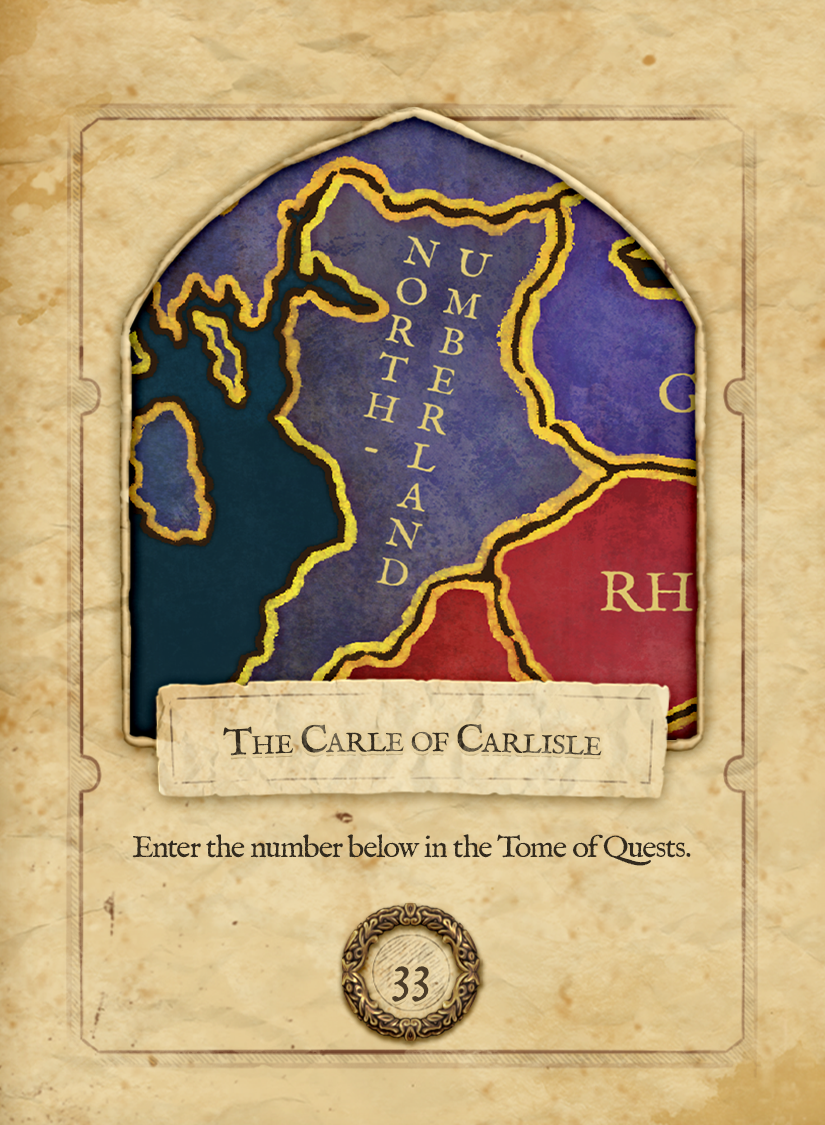 NORTH-
UMBERLAND
G
RH
THE CARLE OF CARLISLE
Enter the number below in the Tome of Quests.
33